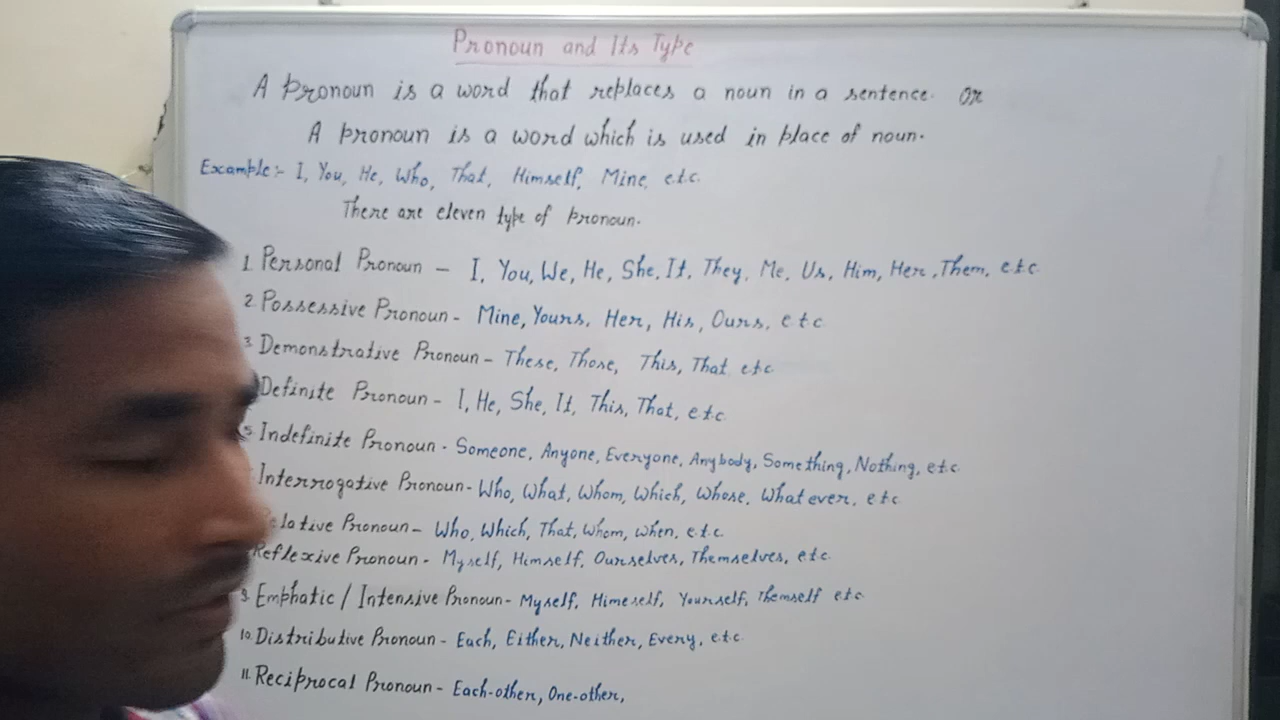 Pronoun and Its Type
A pronoun is a word that replaces a noun in a sentence. Or
A pronoun is a word which is used in place of noun.
Example:- I, You, He, Who, That, Himself, Mine, etc.
There are eleven type of pronoun.
1. Personal Pronoun – I, You, We, He, She, It, They, Me, Us, Him, Her, Them, etc.
2. Possessive Pronoun - Mine, Yours, Her, His, Ours, etc
3. Demonstrative Pronoun – These, Those, This, That etc
Definite Pronoun – I, He, She, It, This, That, etc.
5. Indefinite Pronoun - Someone, Anyone, Everyone, Anybody, Something, Nothing, etc.
Interrogative Pronoun - Who, What, Whom, Which, Whose, What ever, etc
lative Pronoun – Who, Which, That, Whom, when, etc.
Reflexive Pronoun - Myself, Himself, Ourselves, Themselves, etc.
9. Emphatic / Intensive Pronoun - Myself, Himeself, Yourself, Themself etc.
10. Distributive Pronoun - Each, Either, Neither, Every, etc.
11. Reciprocal Pronoun - Each-other, One-other,